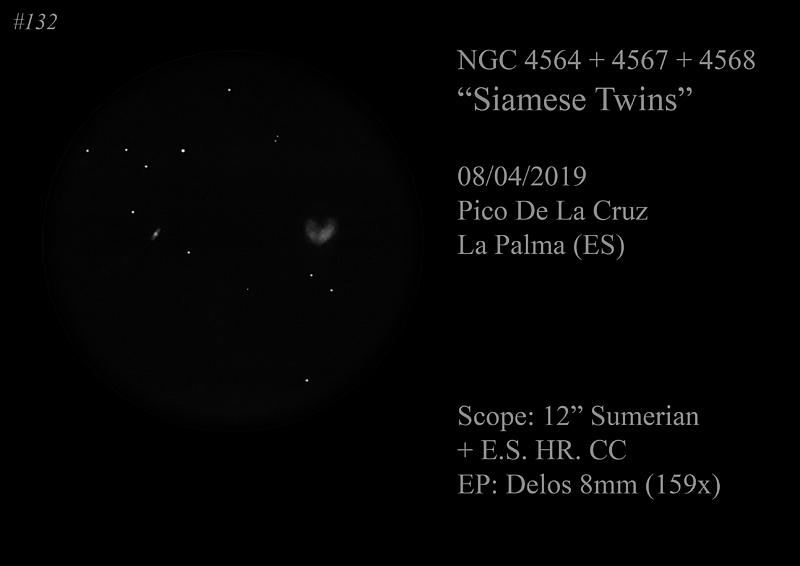 #132
NGC 4564 + 4567 + 4568
“Siamese Twins”
08/04/2019
Pico De La Cruz
La Palma (ES)
Scope: 12” Sumerian
+ E.S. HR. CC
EP: Delos 8mm (159x)